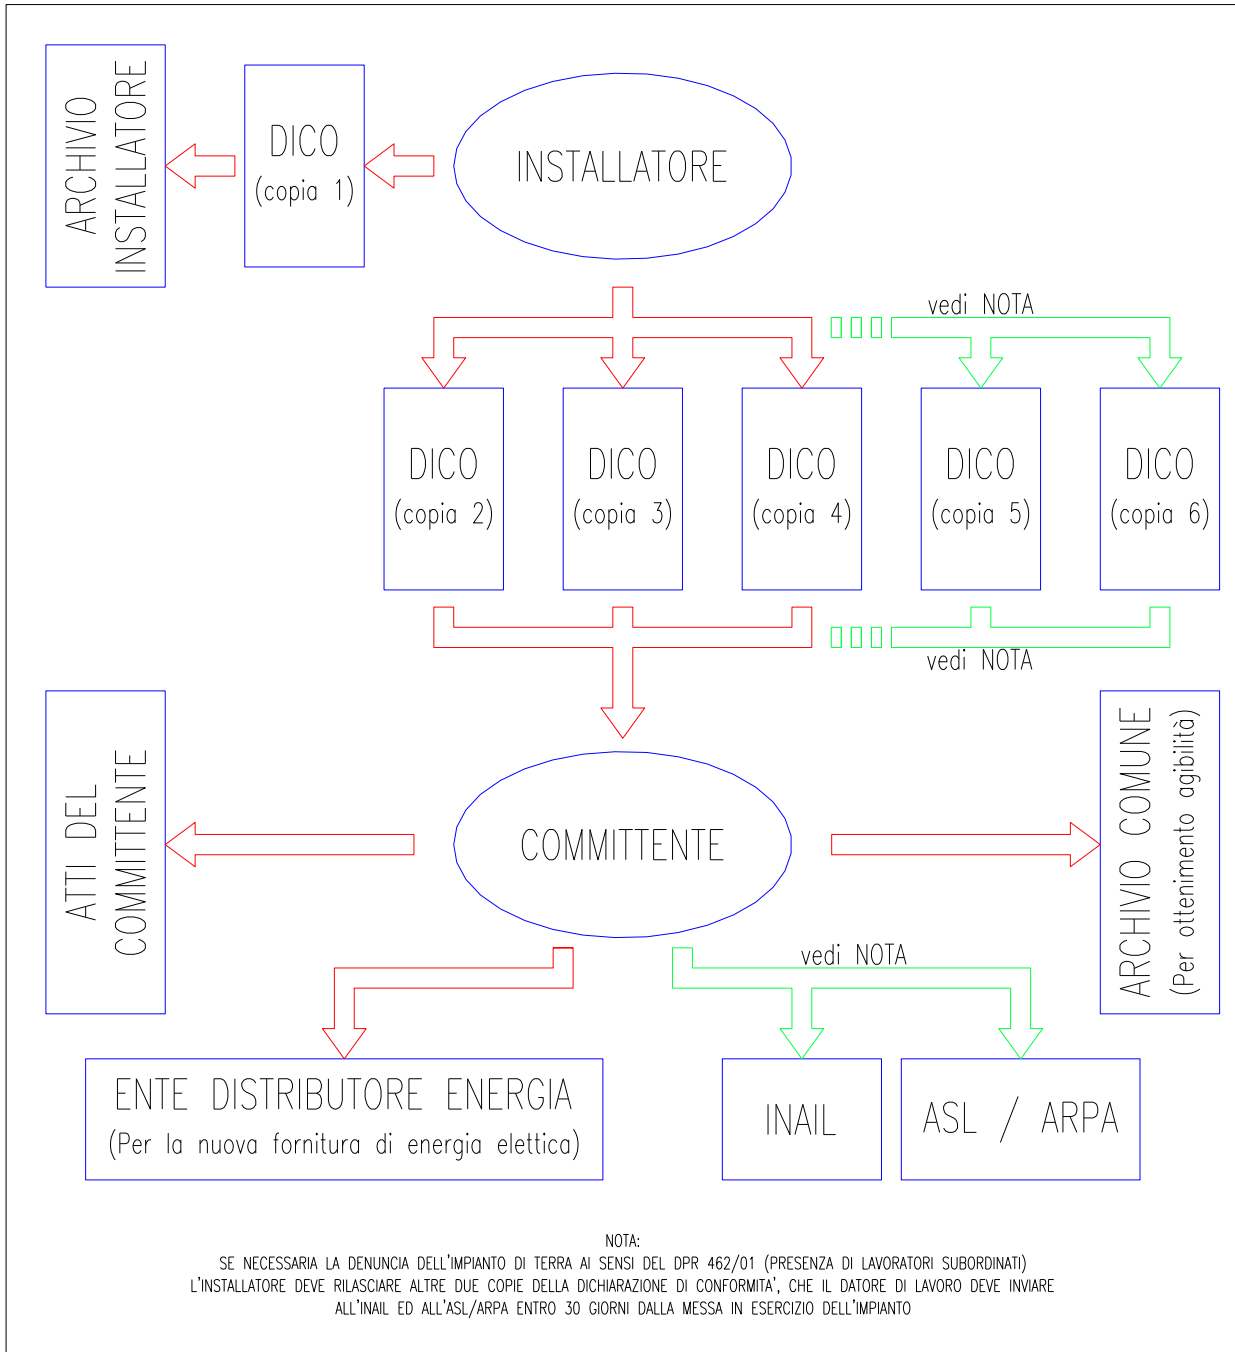 ARCHIVIO
INSTALLATORE
DICO
(copia 1)
INSTALLATORE
vedi NOTA
DICO
(copia 2)
DICO
(copia 3)
DICO
(copia 4)
DICO
(copia 5)
DICO
(copia 6)
vedi NOTA
ATTI DEL
COMMITTENTE
COMMITTENTE
ARCHIVIO COMUNE
(Per ottenimento agibilità)
vedi NOTA
ENTE DISTRIBUTORE ENERGIA
(Per la nuova fornitura di energia elettica)
INAIL
ASL / ARPA
NOTA:
SE NECESSARIA LA DENUNCIA DELL'IMPIANTO DI TERRA AI SENSI DEL DPR 462/01 (PRESENZA DI LAVORATORI SUBORDINATI)
L'INSTALLATORE DEVE RILASCIARE ALTRE DUE COPIE DELLA DICHIARAZIONE DI CONFORMITA', CHE IL DATORE DI LAVORO DEVE INVIARE
ALL'INAIL ED ALL'ASL/ARPA ENTRO 30 GIORNI DALLA MESSA IN ESERCIZIO DELL'IMPIANTO